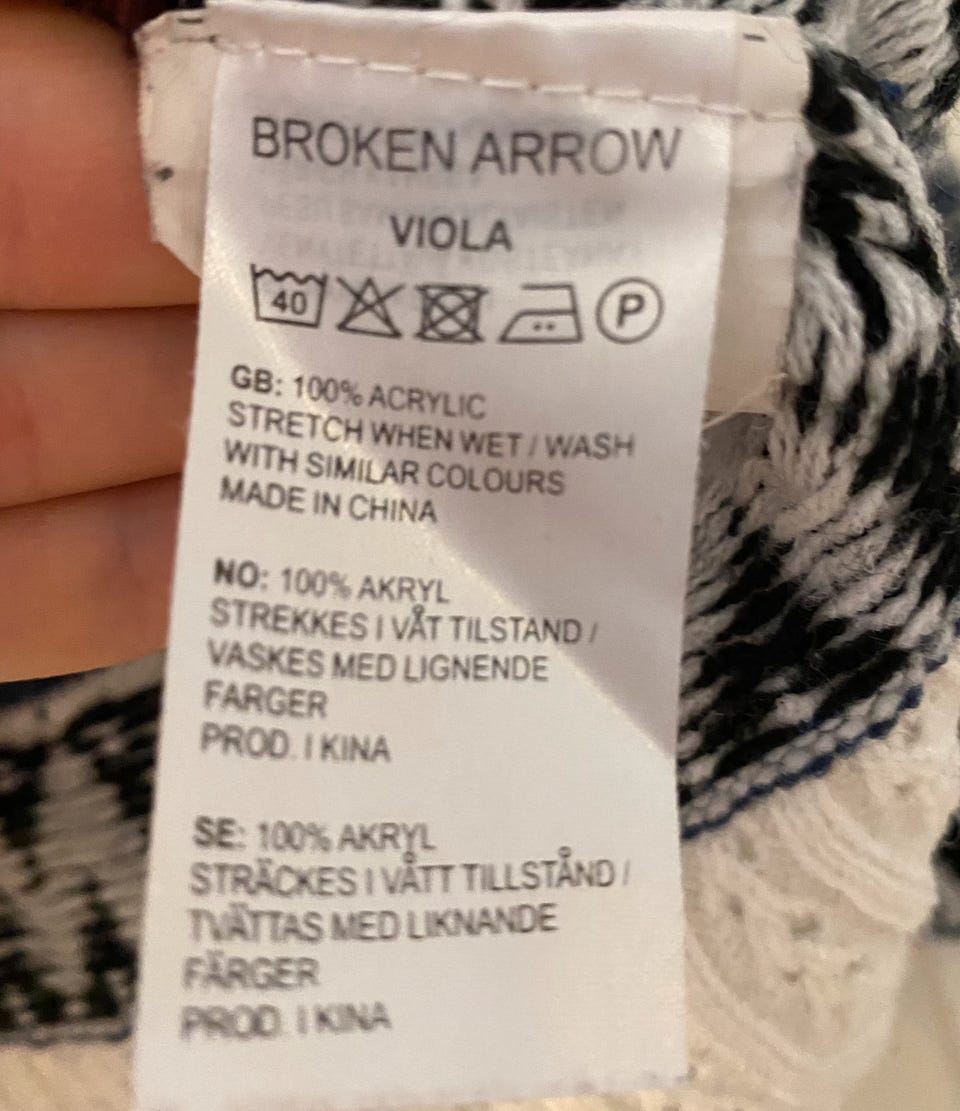 BROKEN ARROW
VIOLA
40 P
GB: 100% ACRYLIC
STRETCH WHEN WET / WASH
WITH SIMILAR COLOURS
MADE IN CHINA
NO: 100% AKRYL
STREKKES I VÅT TILSTAND /
VASKES MED LIGNENDE
FARGER
PROD. I KINA
SE: 100% AKRYL
STRÄCKES I VÅTT TILLSTÅND /
TVÄTTAS MED LIKNANDE
FÄRGER
PROD. I KINA